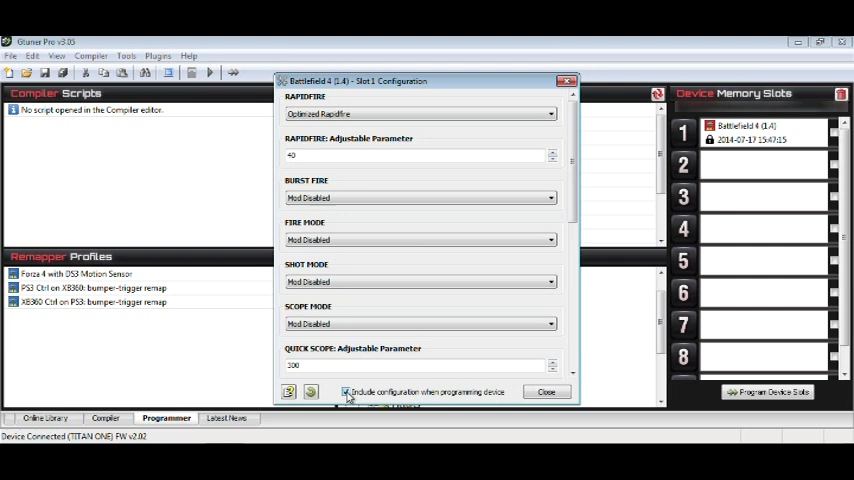 Gtuner Pro v3.05
File Edit View Compiler Tools Plugins Help
Compiler Scripts
No script opened in the Compiler editor.
Remapper Profiles
Forza 4 with DS3 Motion Sensor
PS3 Ctrl on XB360: bumper-trigger remap
XB360 Ctrl on PS3: bumper-trigger remap
Battlefield 4 (1.4) - Slot 1 Configuration
RAPIDFIRE
Optimized Rapidfire
RAPIDFIRE: Adjustable Parameter
40
BURST FIRE
Mod Disabled
FIRE MODE
Mod Disabled
SHOT MODE
Mod Disabled
SCOPE MODE
Mod Disabled
QUICK SCOPE: Adjustable Parameter
300
Include configuration when programming device
Close
Device Memory Slots
1
Battlefield 4 (1.4)
2014-07-17 15:47:15
2
3
4
5
6
7
8
Program Device Slots
Online Library Compiler Programmer Latest News
Device Connected (TITAN ONE) FW v2.02